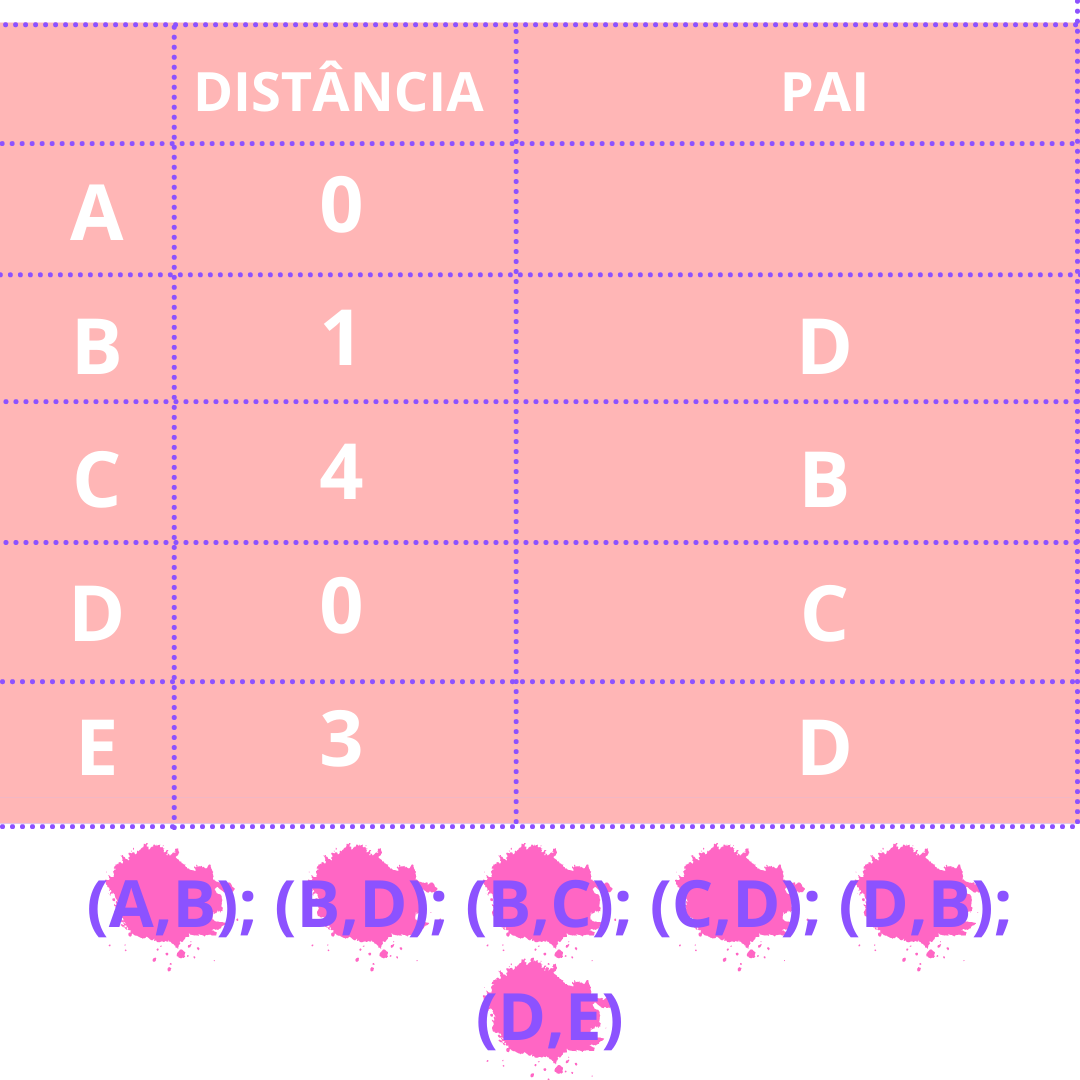 DISTÂNCIA PAI
A 0
B 1 D
C 4 B
D 0 C
E 3 D
(A,B); (B,D); (B,C); (C,D); (D,B);
(D,E)